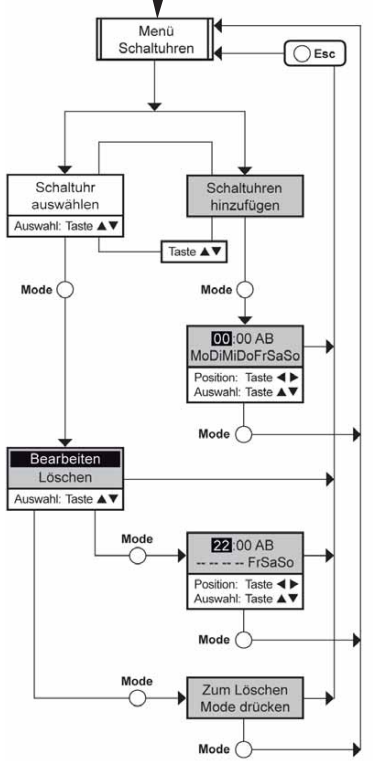 Menü
Schaltuhren
Esc
Schaltuhr
auswählen
Auswahl: Taste ▲▼
Schaltuhren
hinzufügen
Taste ▲▼
Mode
Mode
00:00 AB
MoDiMiDoFrSaSo
Position: Taste ◀ ▶
Auswahl: Taste ▲▼
Mode
Bearbeiten
Löschen
Auswahl: Taste ▲▼
Mode
22:00 AB
-- -- -- -- FrSaSo
Position: Taste ◀ ▶
Auswahl: Taste ▲▼
Mode
Mode
Zum Löschen
Mode drücken
Mode